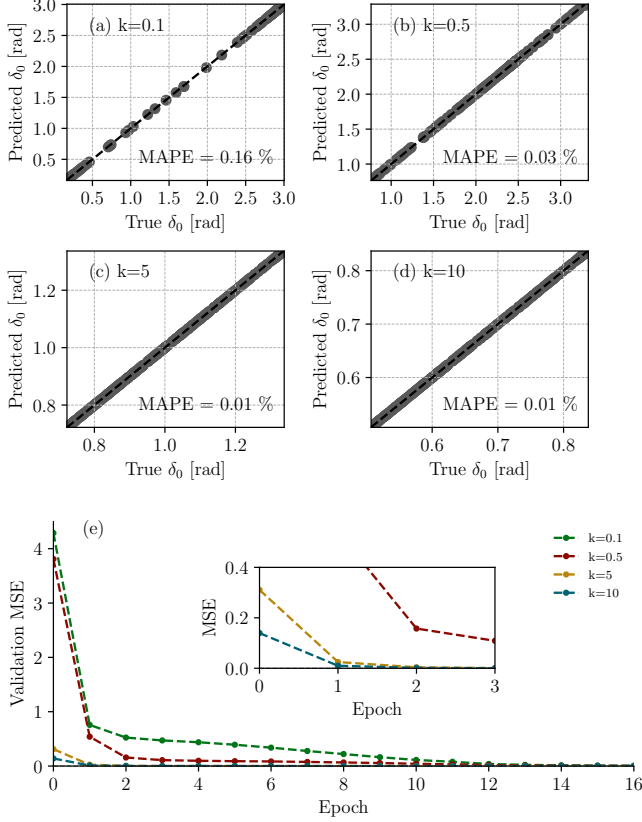 (a) k=0.1
MAPE = 0.16 %
Predicted δ0 [rad]
3.0
2.5
2.0
1.5
1.0
0.5
0.5 1.0 1.5 2.0 2.5 3.0
True δ0 [rad]
(b) k=0.5
MAPE = 0.03 %
Predicted δ0 [rad]
3.0
2.5
2.0
1.5
1.0
1.0 1.5 2.0 2.5 3.0
True δ0 [rad]
(c) k=5
MAPE = 0.01 %
Predicted δ0 [rad]
1.2
1.0
0.8
0.8 1.0 1.2
True δ0 [rad]
(d) k=10
MAPE = 0.01 %
Predicted δ0 [rad]
0.8
0.7
0.6
0.6 0.7 0.8
True δ0 [rad]
(e)
Validation MSE
4
3
2
1
0
0 2 4 6 8 10 12 14 16
Epoch
MSE
0.4
0.2
0.0
0 1 2 3
Epoch
k=0.1
k=0.5
k=5
k=10